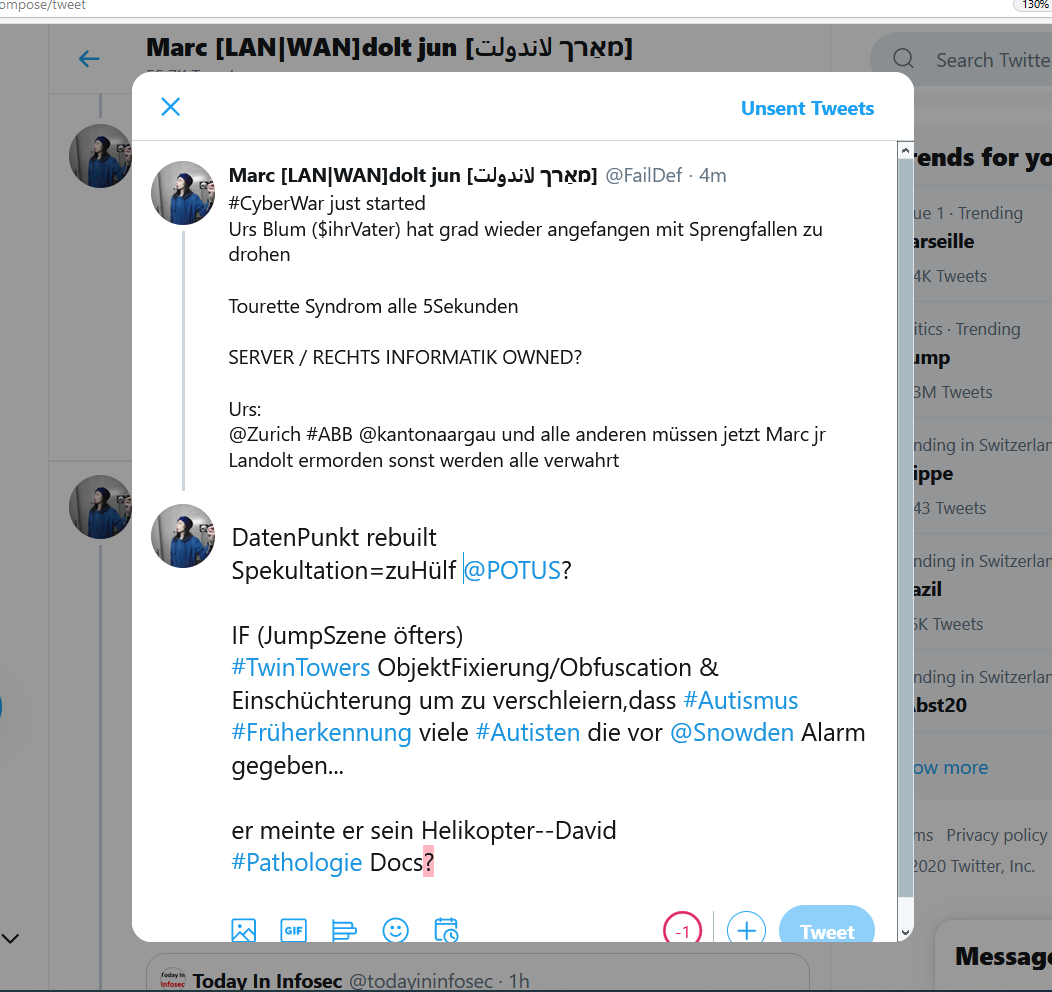 ompose/tweet
130%
Marc [LAN|WAN]dolt jun [מאַרך לאנדולт]
Search Twitte
Unsent Tweets
Marc [LAN|WAN]dolt jun [מאַרך לאנדולт] @FailDef · 4m
#CyberWar just started
Urs Blum ($ihrVater) hat grad wieder angefangen mit Sprengfallen zu
drohen
Tourette Syndrom alle 5Sekunden
SERVER / RECHTS INFORMATIK OWNED?
Urs:
@Zurich #ABB @kantonaargau und alle anderen müssen jetzt Marc jr
Landolt ermorden sonst werden alle verwahrt
DatenPunkt rebuilt
Spekultation=zuHülf @POTUS?
IF (JumpSzene öfters)
#TwinTowers ObjektFixierung/Obfuscation &
Einschüchterung um zu verschleiern,dass #Autismus
#Früherkennung viele #Autisten die vor @Snowden Alarm
gegeben...
er meinte er sein Helikopter--David
#Pathologie Docs?
GIF
-1
Tweet
rends for yo
ue 1 · Trending
arseille
4K Tweets
itics · Trending
ump
3M Tweets
nding in Switzerlan
ippe
43 Tweets
nding in Switzerlan
azil
5K Tweets
nding in Switzerlan
bst20
ow more
ms Privacy policy
2020 Twitter, Inc.
Message
Today In Infosec @todayininfosec · 1h